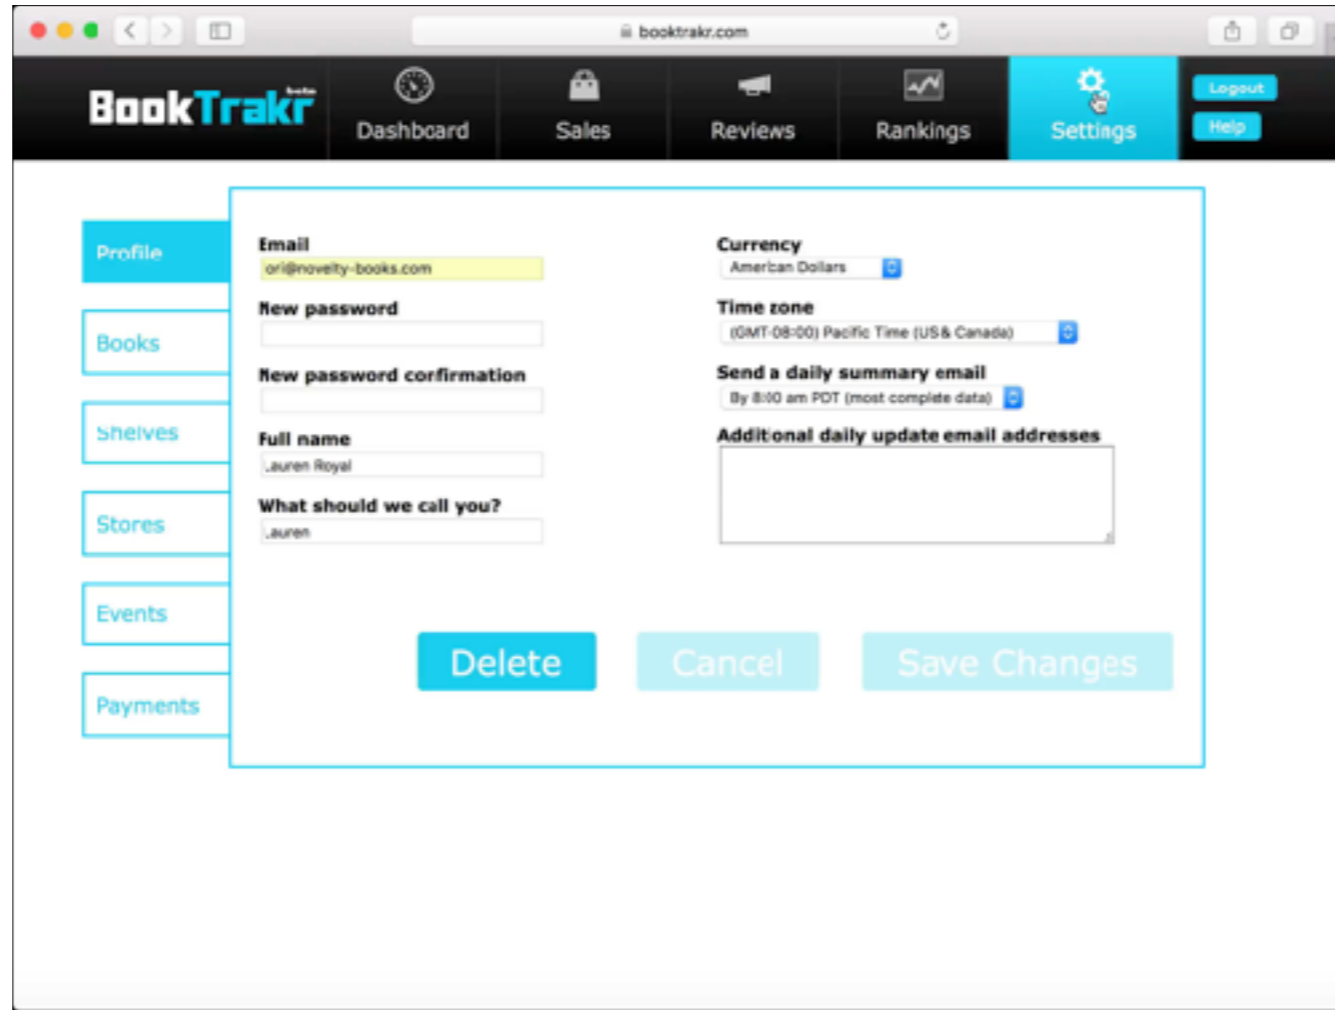 booktrakr.com
BookTrakr
beta
Dashboard
Sales
Reviews
Rankings
Settings
Logout
Help
Profile
Books
Shelves
Stores
Events
Payments
Email
ori@novelty-books.com
New password
New password confirmation
Full name
Lauren Royal
What should we call you?
Lauren
Currency
American Dollars
Time zone
(GMT-08:00) Pacific Time (US & Canada)
Send a daily summary email
By 8:00 am PDT (most complete data)
Additional daily update email addresses
Delete
Cancel
Save Changes